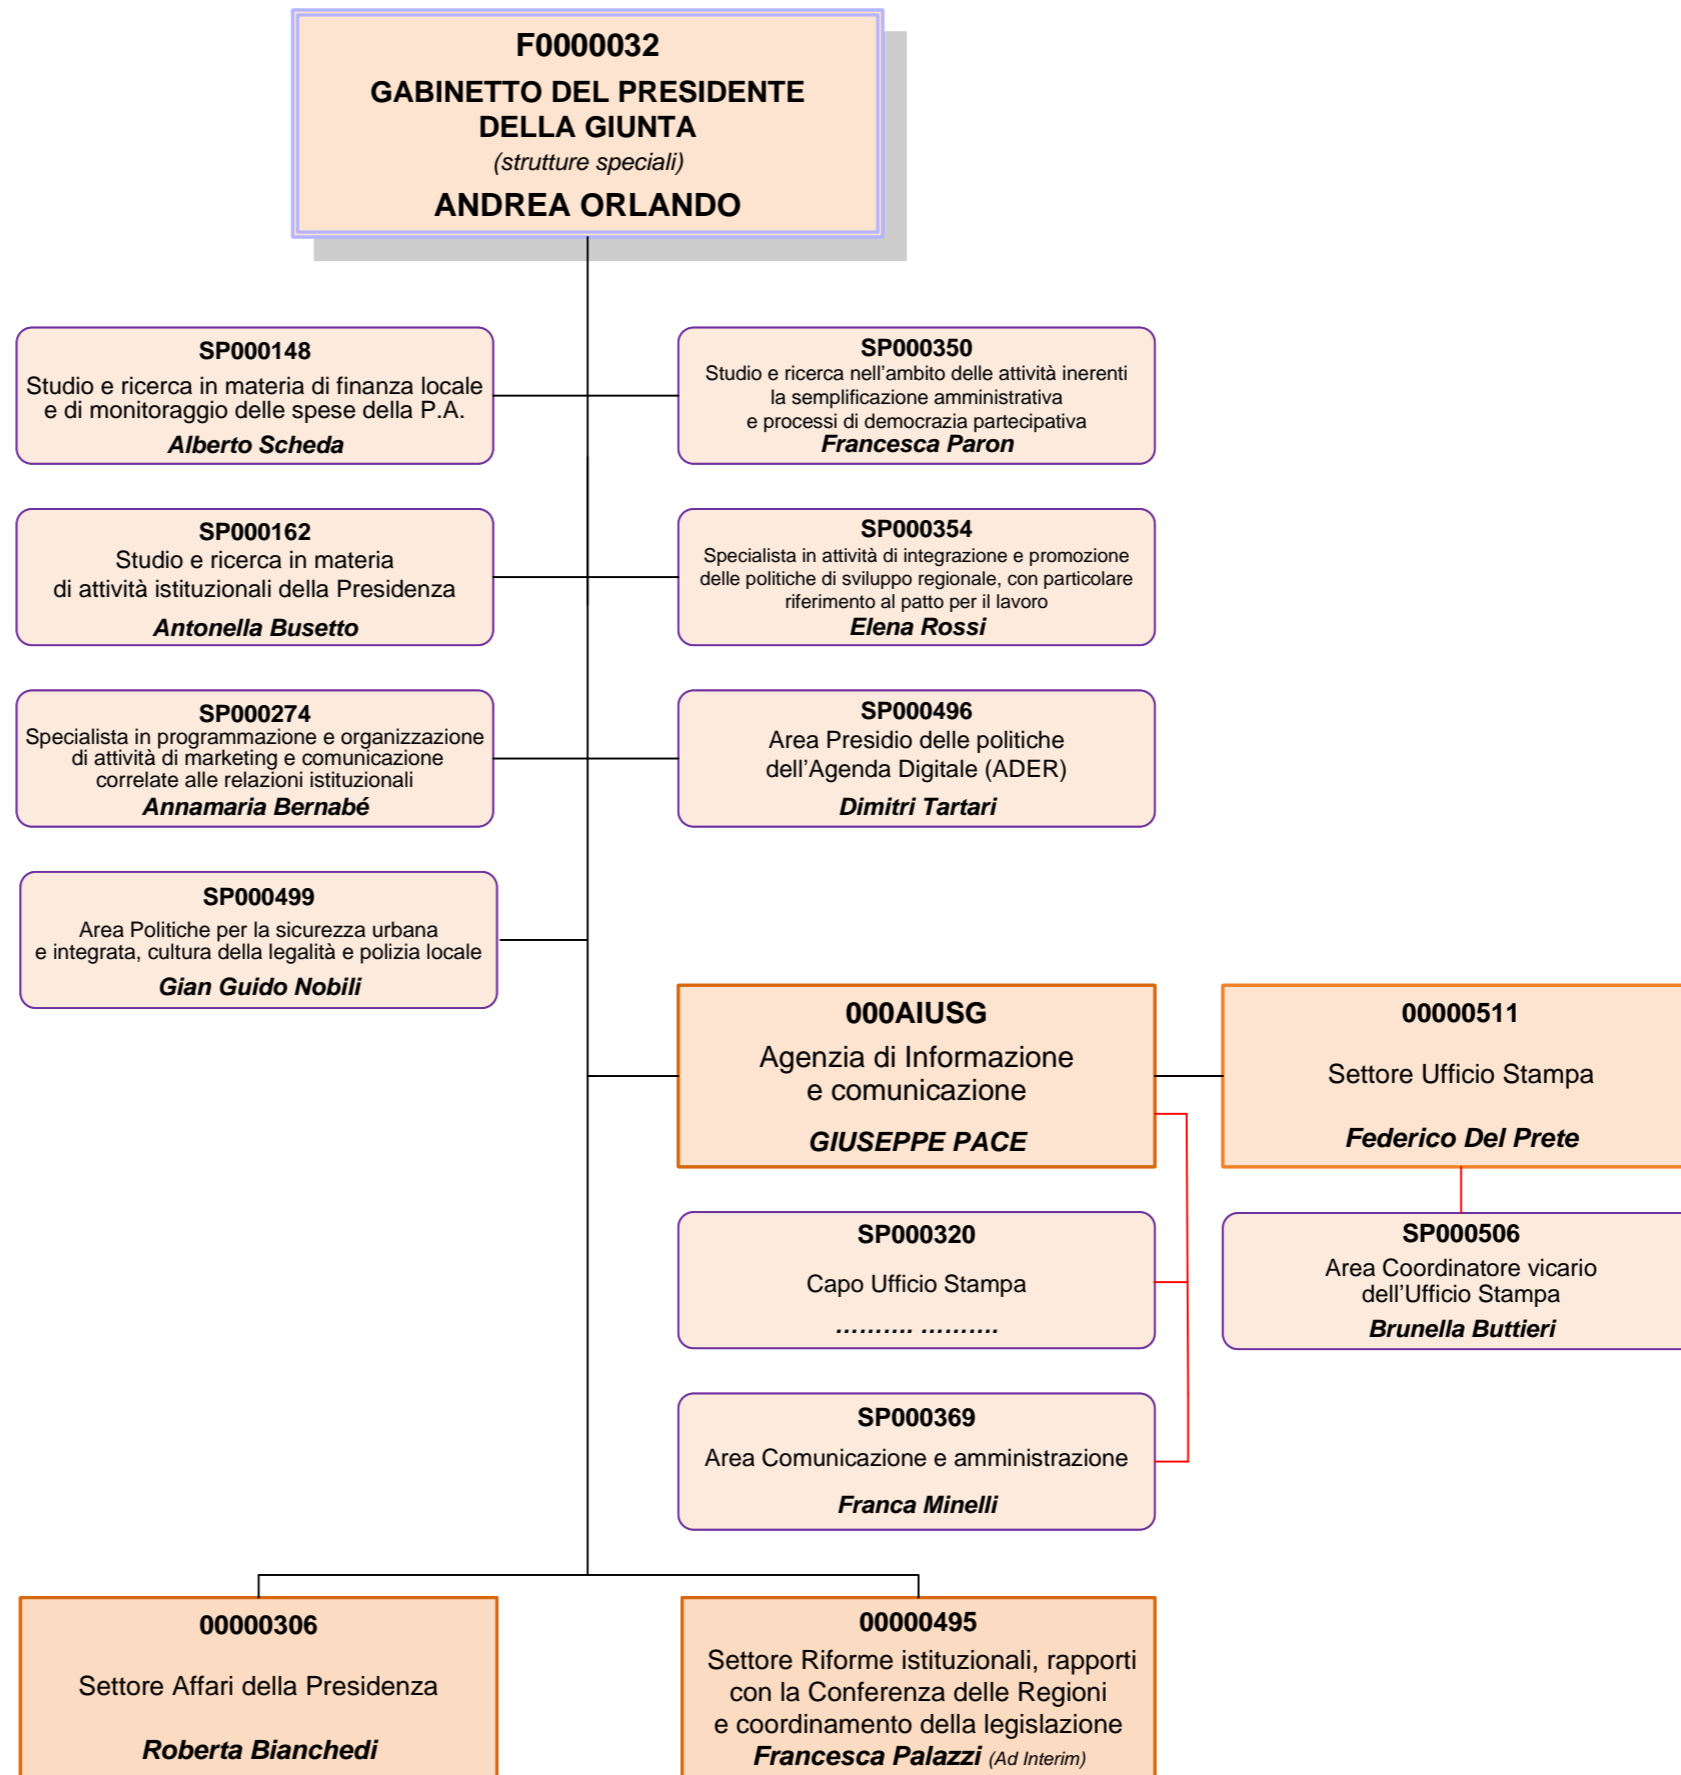 F0000032
GABINETTO DEL PRESIDENTE
DELLA GIUNTA
(strutture speciali)
ANDREA ORLANDO
SP000148
Studio e ricerca in materia di finanza locale
e di monitoraggio delle spese della P.A.
Alberto Scheda
SP000350
Studio e ricerca nell'ambito delle attività inerenti
la semplificazione amministrativa
e processi di democrazia partecipativa
Francesca Paron
SP000162
Studio e ricerca in materia
di attività istituzionali della Presidenza
Antonella Busetto
SP000354
Specialista in attività di integrazione e promozione
delle politiche di sviluppo regionale, con particolare
riferimento al patto per il lavoro
Elena Rossi
SP000274
Specialista in programmazione e organizzazione
di attività di marketing e comunicazione
correlate alle relazioni istituzionali
Annamaria Bernabé
SP000496
Area Presidio delle politiche
dell'Agenda Digitale (ADER)
Dimitri Tartari
SP000499
Area Politiche per la sicurezza urbana
e integrata, cultura della legalità e polizia locale
Gian Guido Nobili
000AIUSG
Agenzia di Informazione
e comunicazione
GIUSEPPE PACE
00000511
Settore Ufficio Stampa
Federico Del Prete
SP000320
Capo Ufficio Stampa
………. ……….
SP000506
Area Coordinatore vicario
dell'Ufficio Stampa
Brunella Buttieri
SP000369
Area Comunicazione e amministrazione
Franca Minelli
00000306
Settore Affari della Presidenza
Roberta Bianchedi
00000495
Settore Riforme istituzionali, rapporti
con la Conferenza delle Regioni
e coordinamento della legislazione
Francesca Palazzi (Ad Interim)